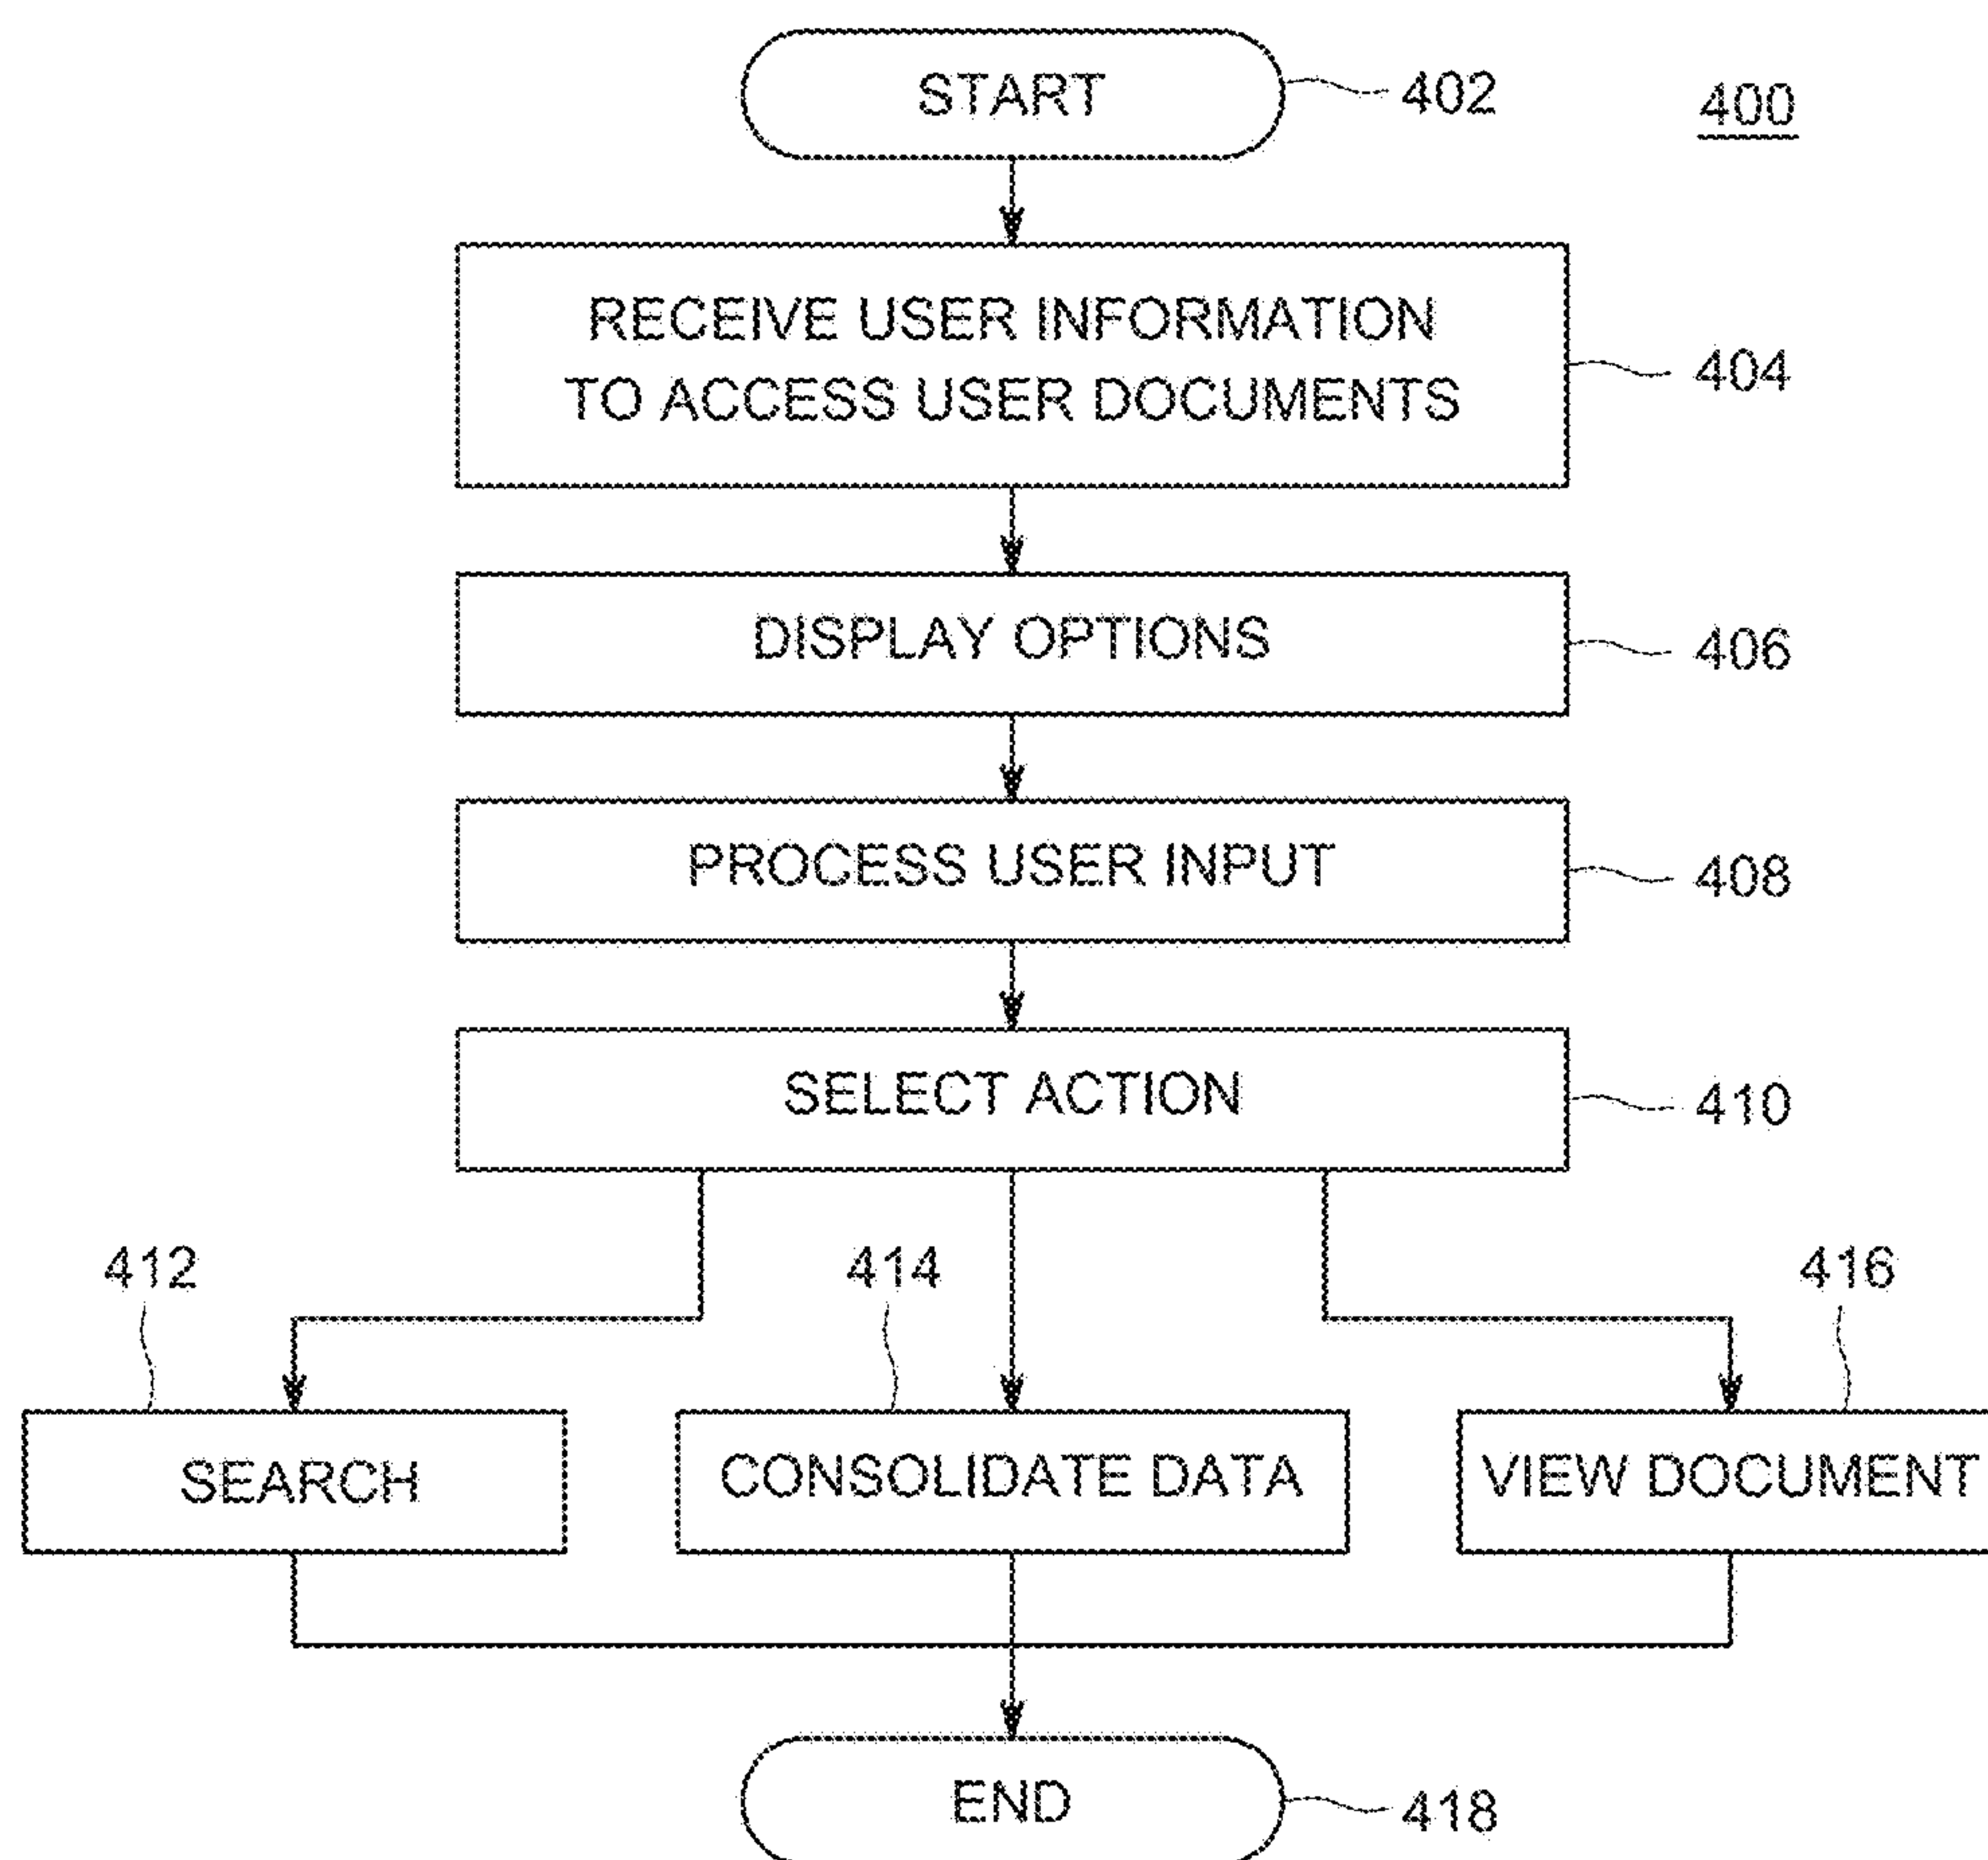 START
402
400
RECEIVE USER INFORMATION
TO ACCESS USER DOCUMENTS
404
DISPLAY OPTIONS
406
PROCESS USER INPUT
408
SELECT ACTION
410
412
414
416
SEARCH
CONSOLIDATE DATA
VIEW DOCUMENT
END
418